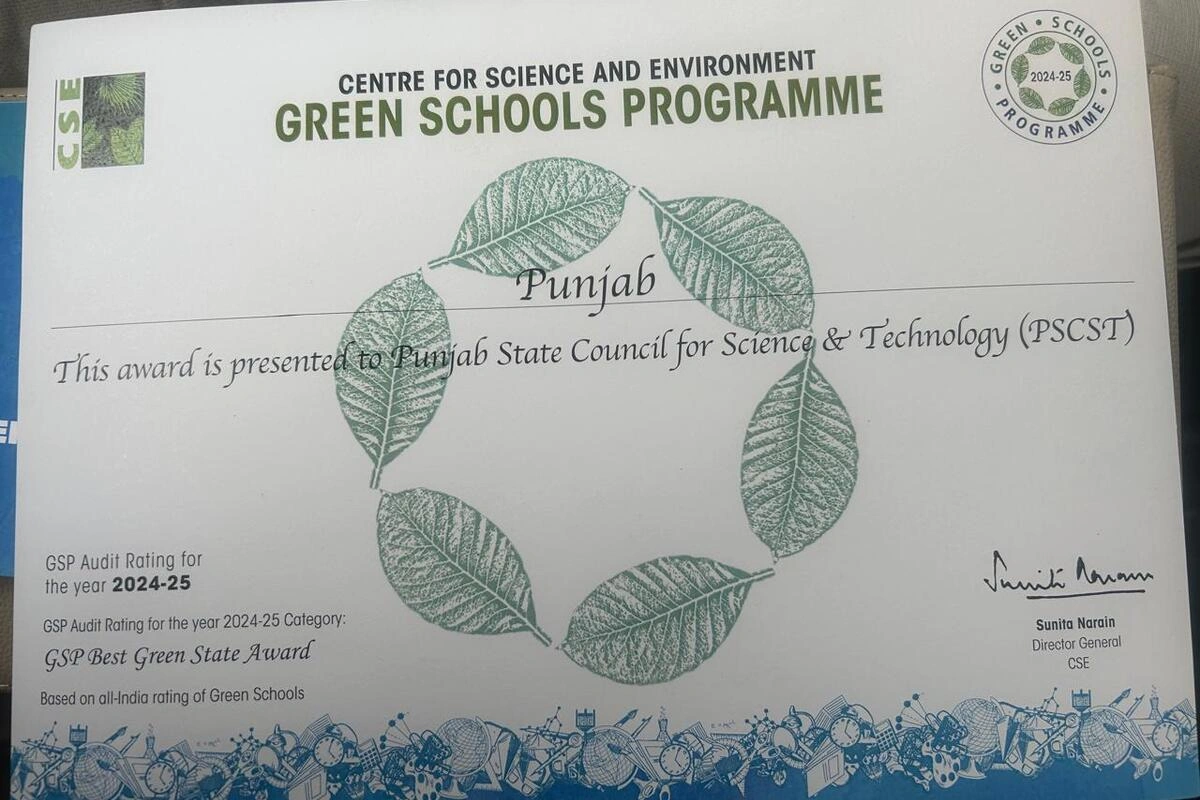 CSE
CENTRE FOR SCIENCE AND ENVIRONMENT
GREEN SCHOOLS PROGRAMME
GREEN • SCHOOLS • PROGRAMME •
2024-25
Punjab
This award is presented to Punjab State Council for Science & Technology (PSCST)
GSP Audit Rating for
the year 2024-25
GSP Audit Rating for the year 2024-25 Category:
GSP Best Green State Award
Based on all-India rating of Green Schools
Sunita Narain
Sunita Narain
Director General
CSE